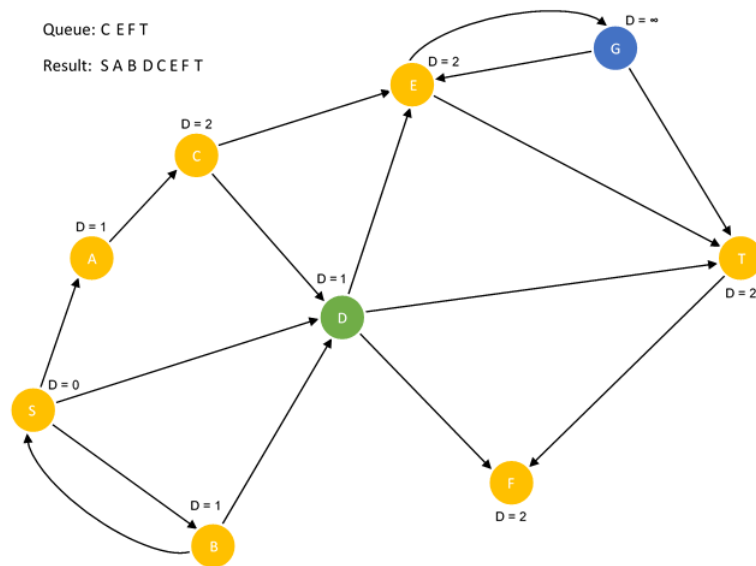 Queue: C E F T
D = ∞
G
Result: S A B D C E F T
D = 2
E
D = 2
C
D = 1
A
T
D = 1
D = 2
D
D = 0
S
F
D = 1
D = 2
B